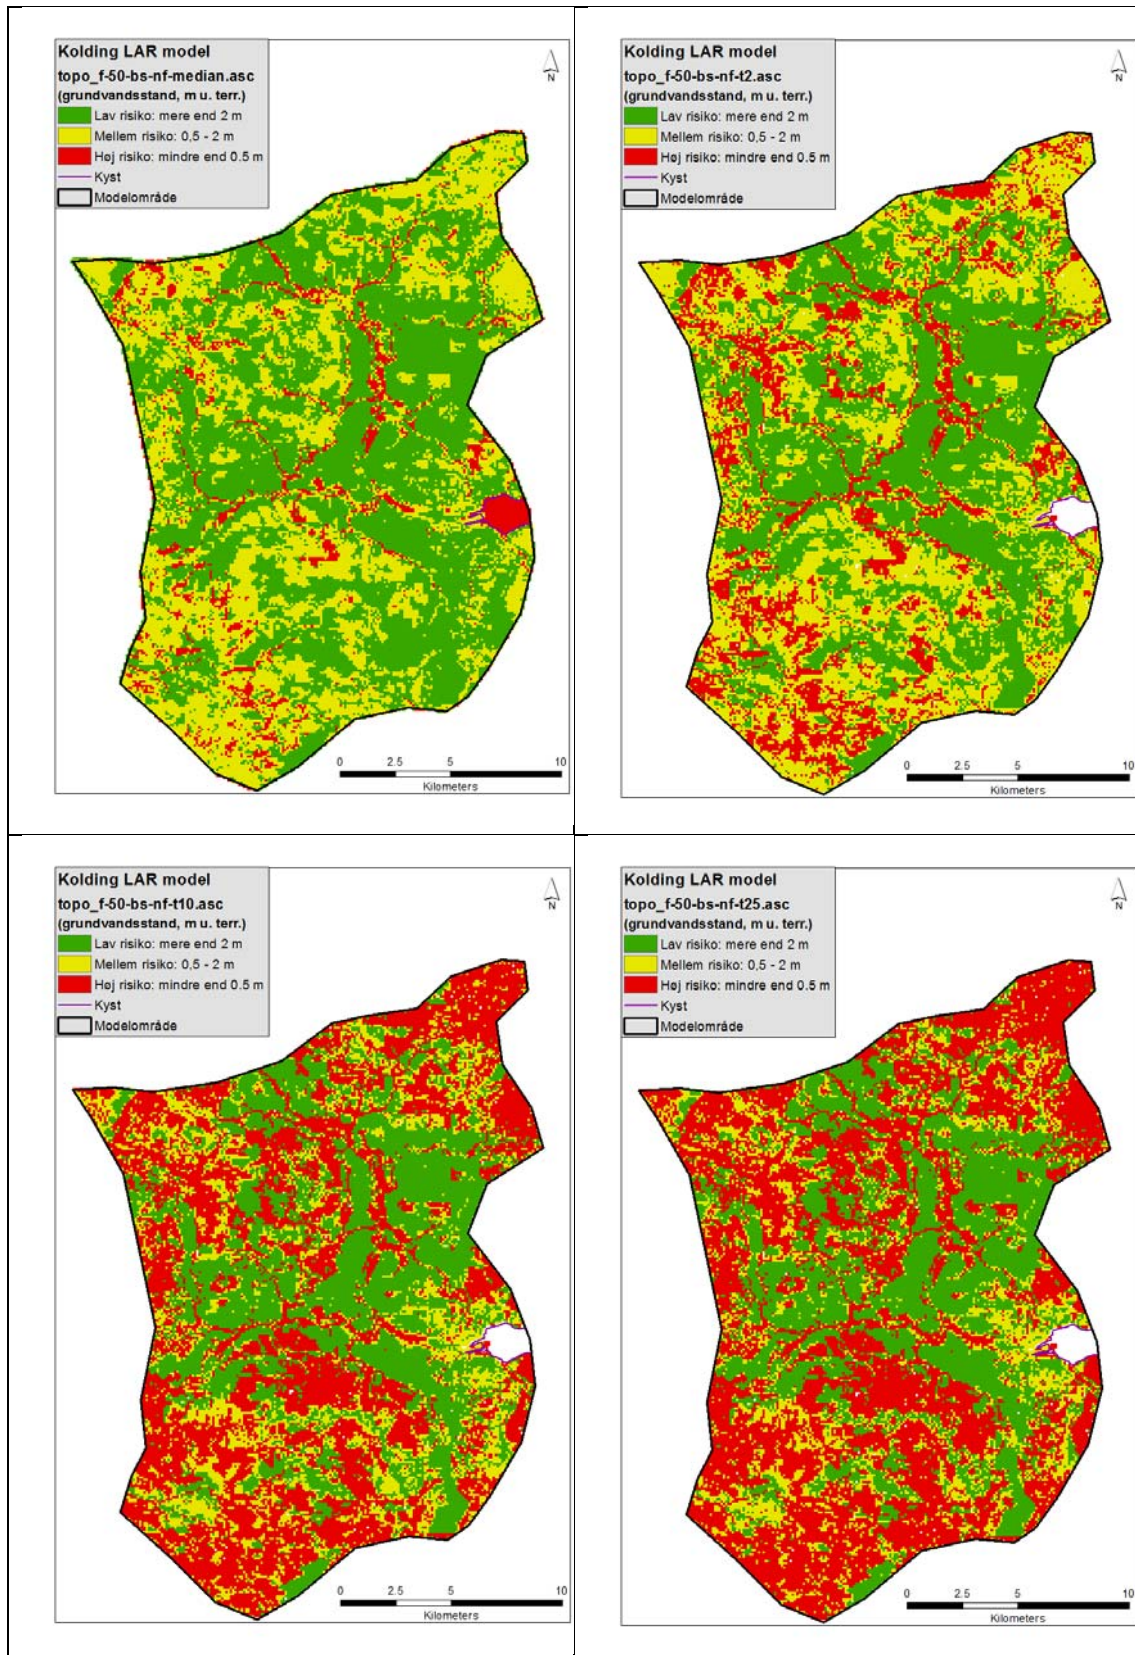 Kolding LAR model
topo_f-50-bs-nf-median.asc
(grundvandsstand, m u. terr.)
Lav risiko: mere end 2 m
Mellem risiko: 0,5 - 2 m
Høj risiko: mindre end 0.5 m
Kyst
Modelområde
N
0 2.5 5 10
Kilometers
Kolding LAR model
topo_f-50-bs-nf-t2.asc
(grundvandsstand, m u. terr.)
Lav risiko: mere end 2 m
Mellem risiko: 0,5 - 2 m
Høj risiko: mindre end 0.5 m
Kyst
Modelområde
N
0 2.5 5 10
Kilometers
Kolding LAR model
topo_f-50-bs-nf-t10.asc
(grundvandsstand, m u. terr.)
Lav risiko: mere end 2 m
Mellem risiko: 0,5 - 2 m
Høj risiko: mindre end 0.5 m
Kyst
Modelområde
N
0 2.5 5 10
Kilometers
Kolding LAR model
topo_f-50-bs-nf-t25.asc
(grundvandsstand, m u. terr.)
Lav risiko: mere end 2 m
Mellem risiko: 0,5 - 2 m
Høj risiko: mindre end 0.5 m
Kyst
Modelområde
N
0 2.5 5 10
Kilometers